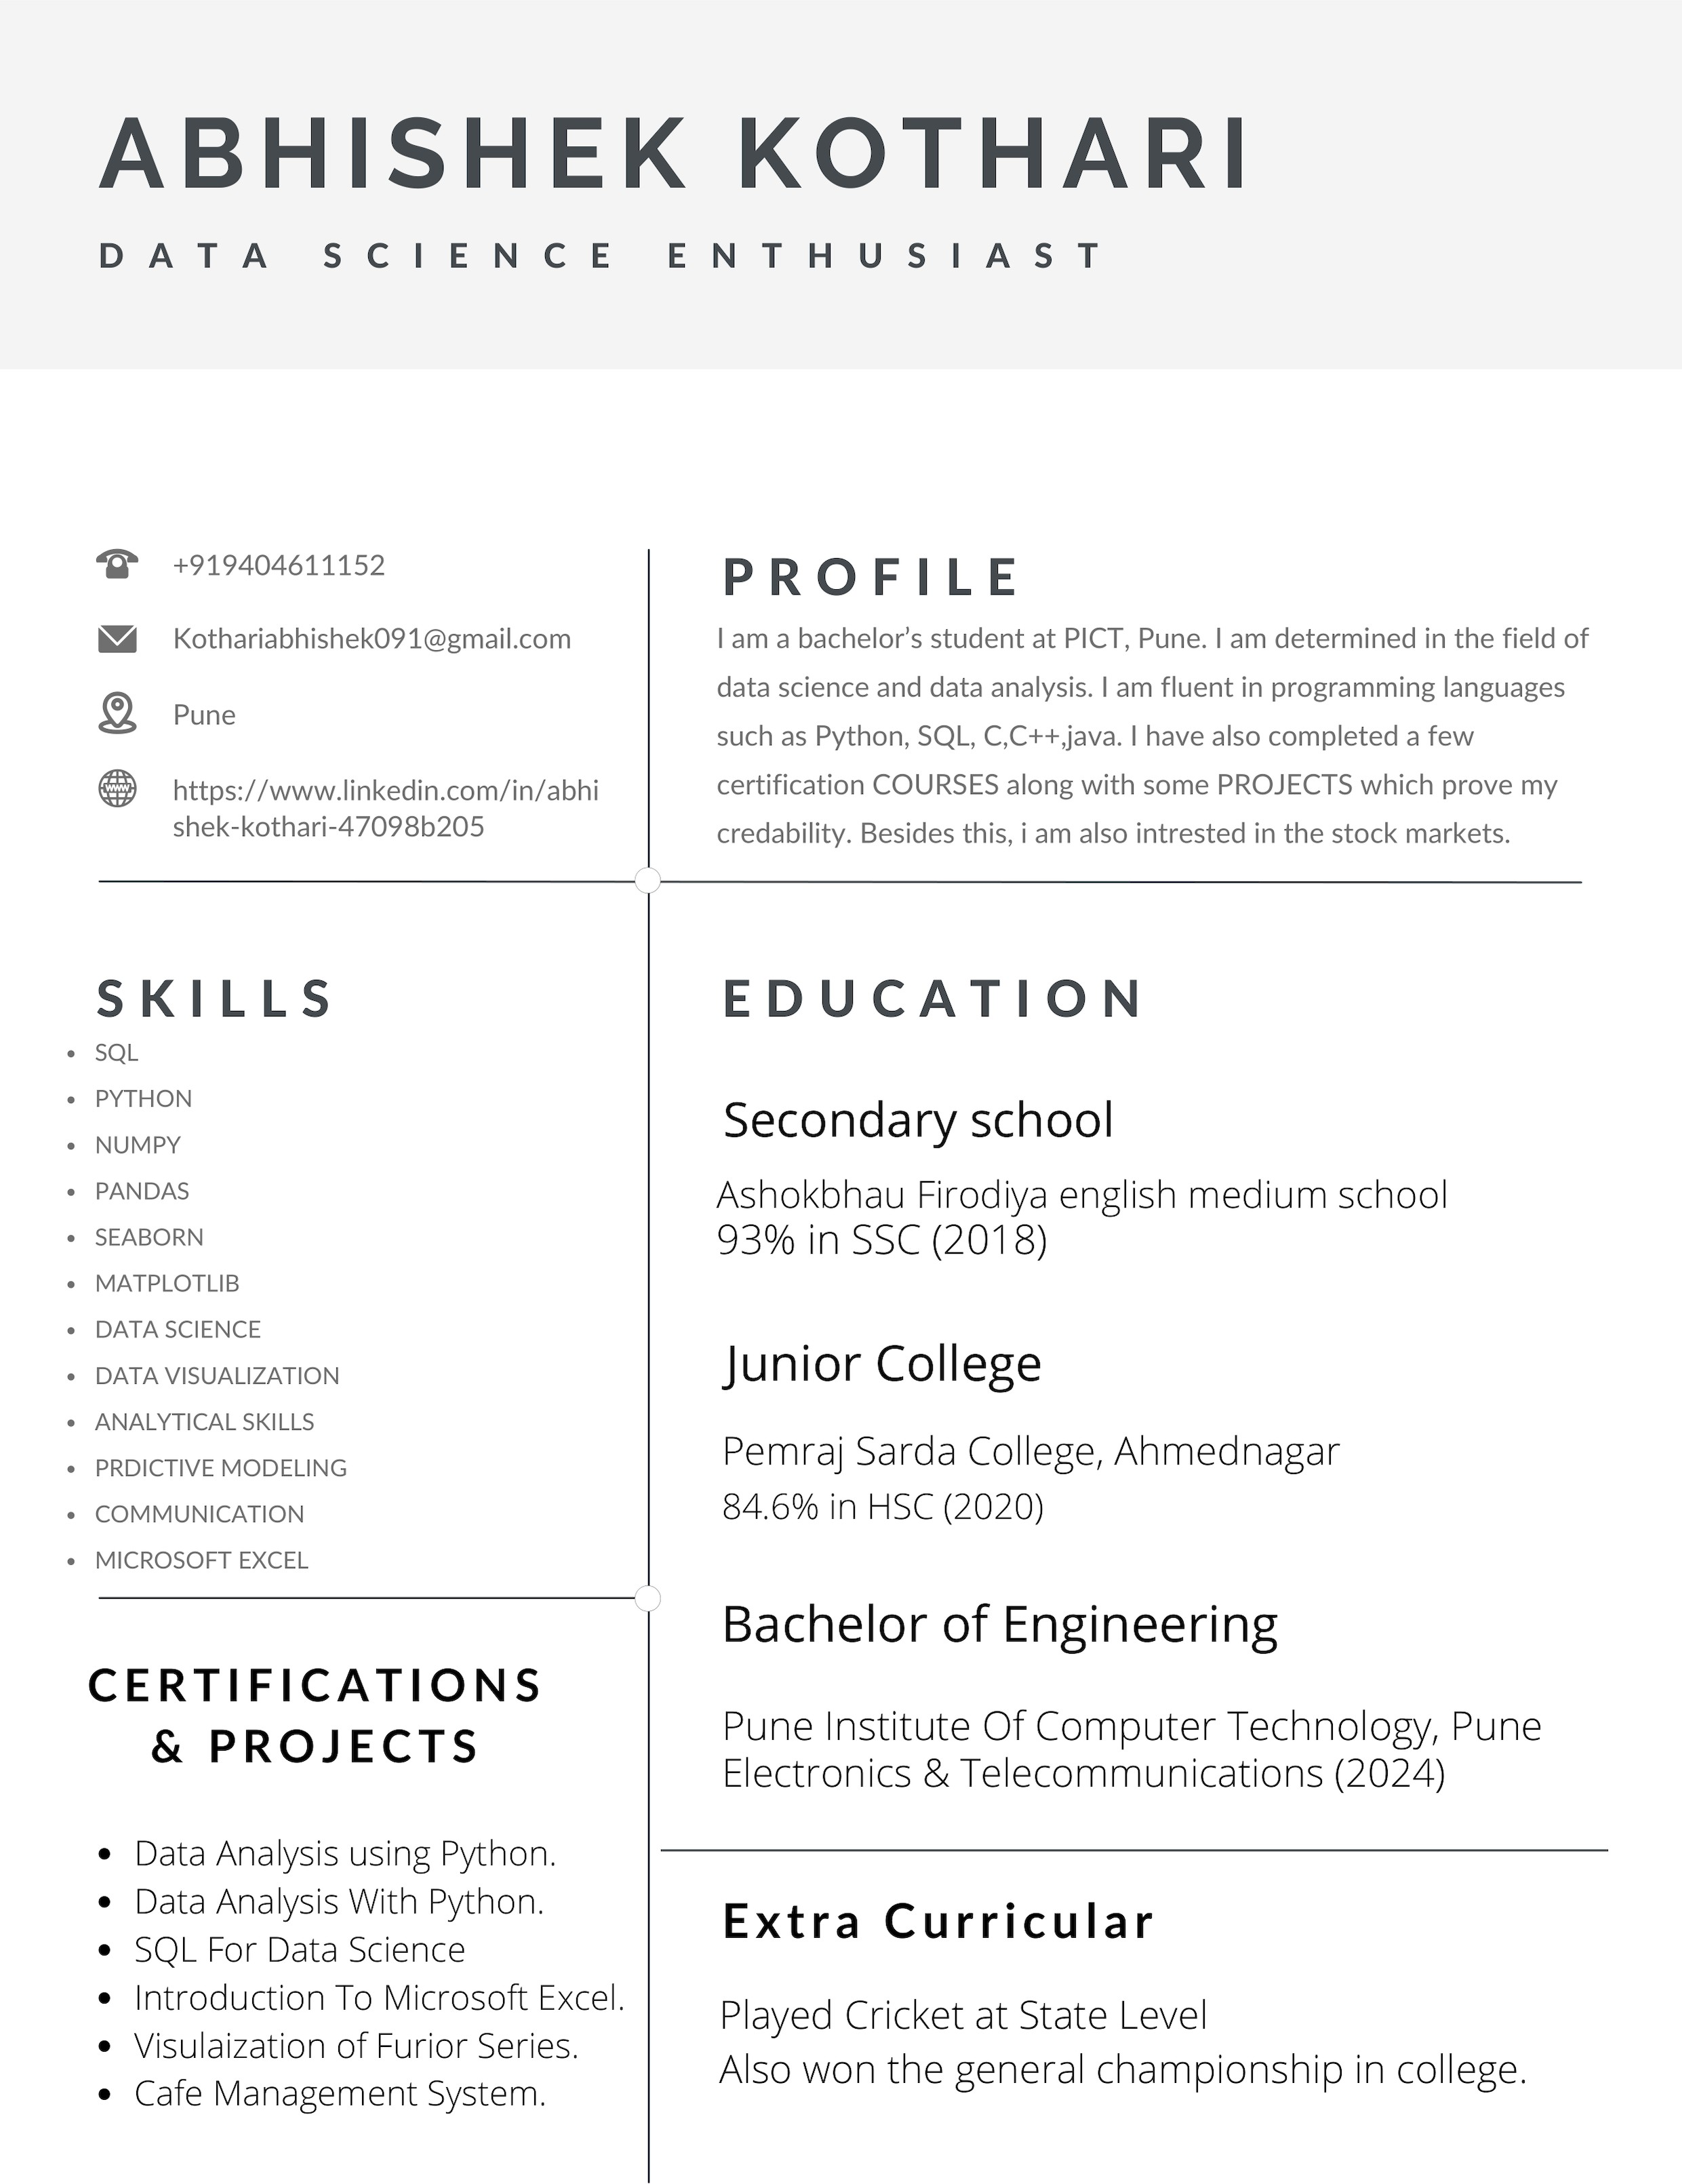 ABHISHEK KOTHARI
DATA SCIENCE ENTHUSIAST
+919404611152
Kothariabhishek091@gmail.com
Pune
www
https://www.linkedin.com/in/abhi
shek-kothari-47098b205
PROFILE
I am a bachelor’s student at PICT, Pune. I am determined in the field of
data science and data analysis. I am fluent in programming languages
such as Python, SQL, C,C++,java. I have also completed a few
certification COURSES along with some PROJECTS which prove my
credability. Besides this, i am also intrested in the stock markets.
SKILLS
• SQL
• PYTHON
• NUMPY
• PANDAS
• SEABORN
• MATPLOTLIB
• DATA SCIENCE
• DATA VISUALIZATION
• ANALYTICAL SKILLS
• PRDICTIVE MODELING
• COMMUNICATION
• MICROSOFT EXCEL
CERTIFICATIONS
& PROJECTS
• Data Analysis using Python.
• Data Analysis With Python.
• SQL For Data Science
• Introduction To Microsoft Excel.
• Visulaization of Furior Series.
• Cafe Management System.
EDUCATION
Secondary school
Ashokbhau Firodiya english medium school
93% in SSC (2018)
Junior College
Pemraj Sarda College, Ahmednagar
84.6% in HSC (2020)
Bachelor of Engineering
Pune Institute Of Computer Technology, Pune
Electronics & Telecommunications (2024)
Extra Curricular
Played Cricket at State Level
Also won the general championship in college.